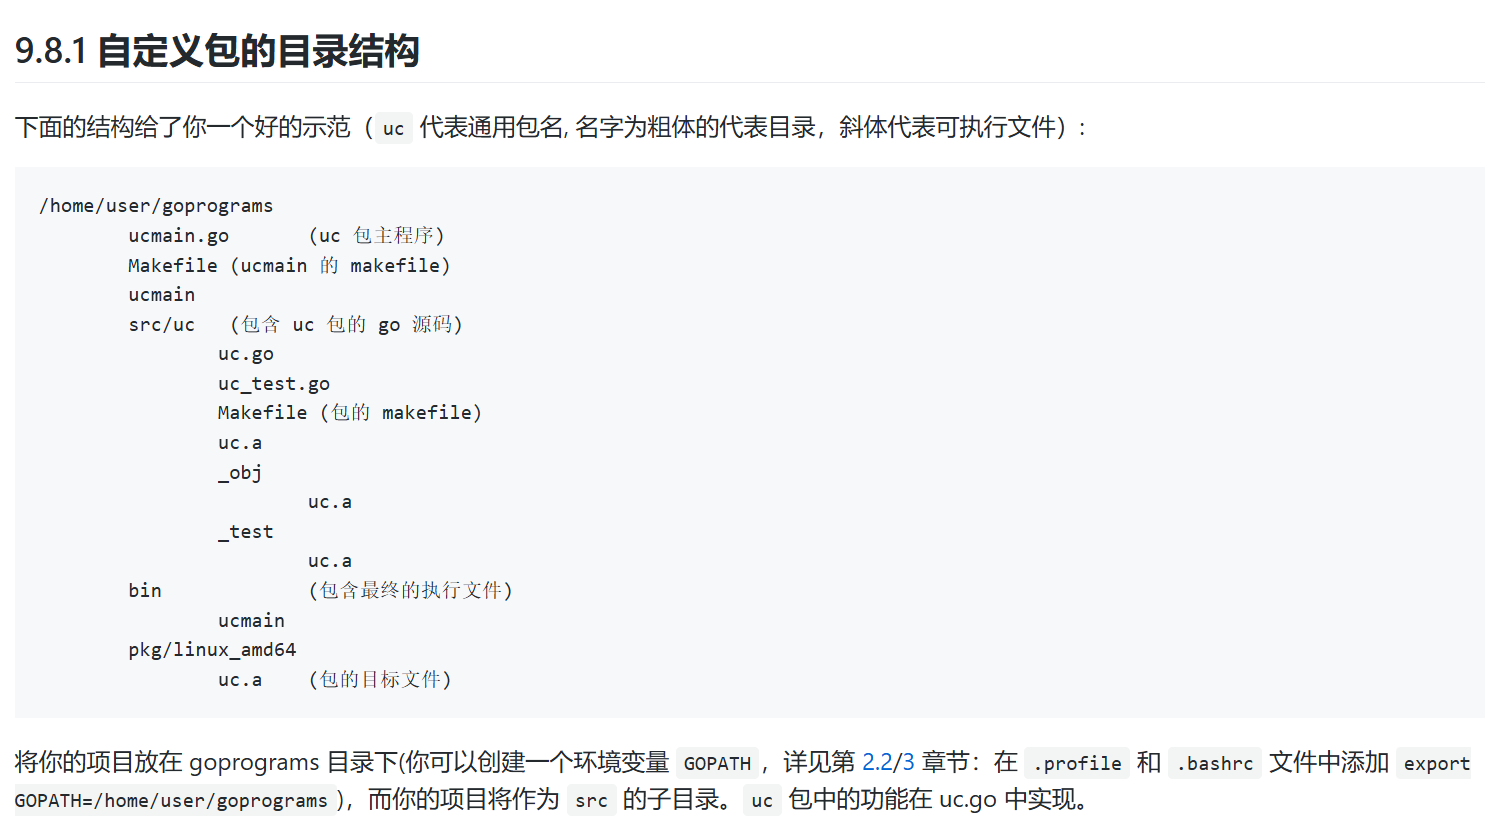 9.8.1 自定义包的目录结构
下面的结构给了你一个好的示范（ uc 代表通用包名, 名字为粗体的代表目录，斜体代表可执行文件）:
/home/user/goprograms
ucmain.go (uc 包主程序)
Makefile (ucmain 的 makefile)
ucmain
src/uc (包含 uc 包的 go 源码)
uc.go
uc_test.go
Makefile (包的 makefile)
uc.a
_obj
uc.a
_test
uc.a
bin (包含最终的执行文件)
ucmain
pkg/linux_amd64
uc.a (包的目标文件)
将你的项目放在 goprograms 目录下(你可以创建一个环境变量 GOPATH ，详见第 2.2/3 章节：在 .profile 和 .bashrc 文件中添加 export
GOPATH=/home/user/goprograms )，而你的项目将作为 src 的子目录。 uc 包中的功能在 uc.go 中实现。